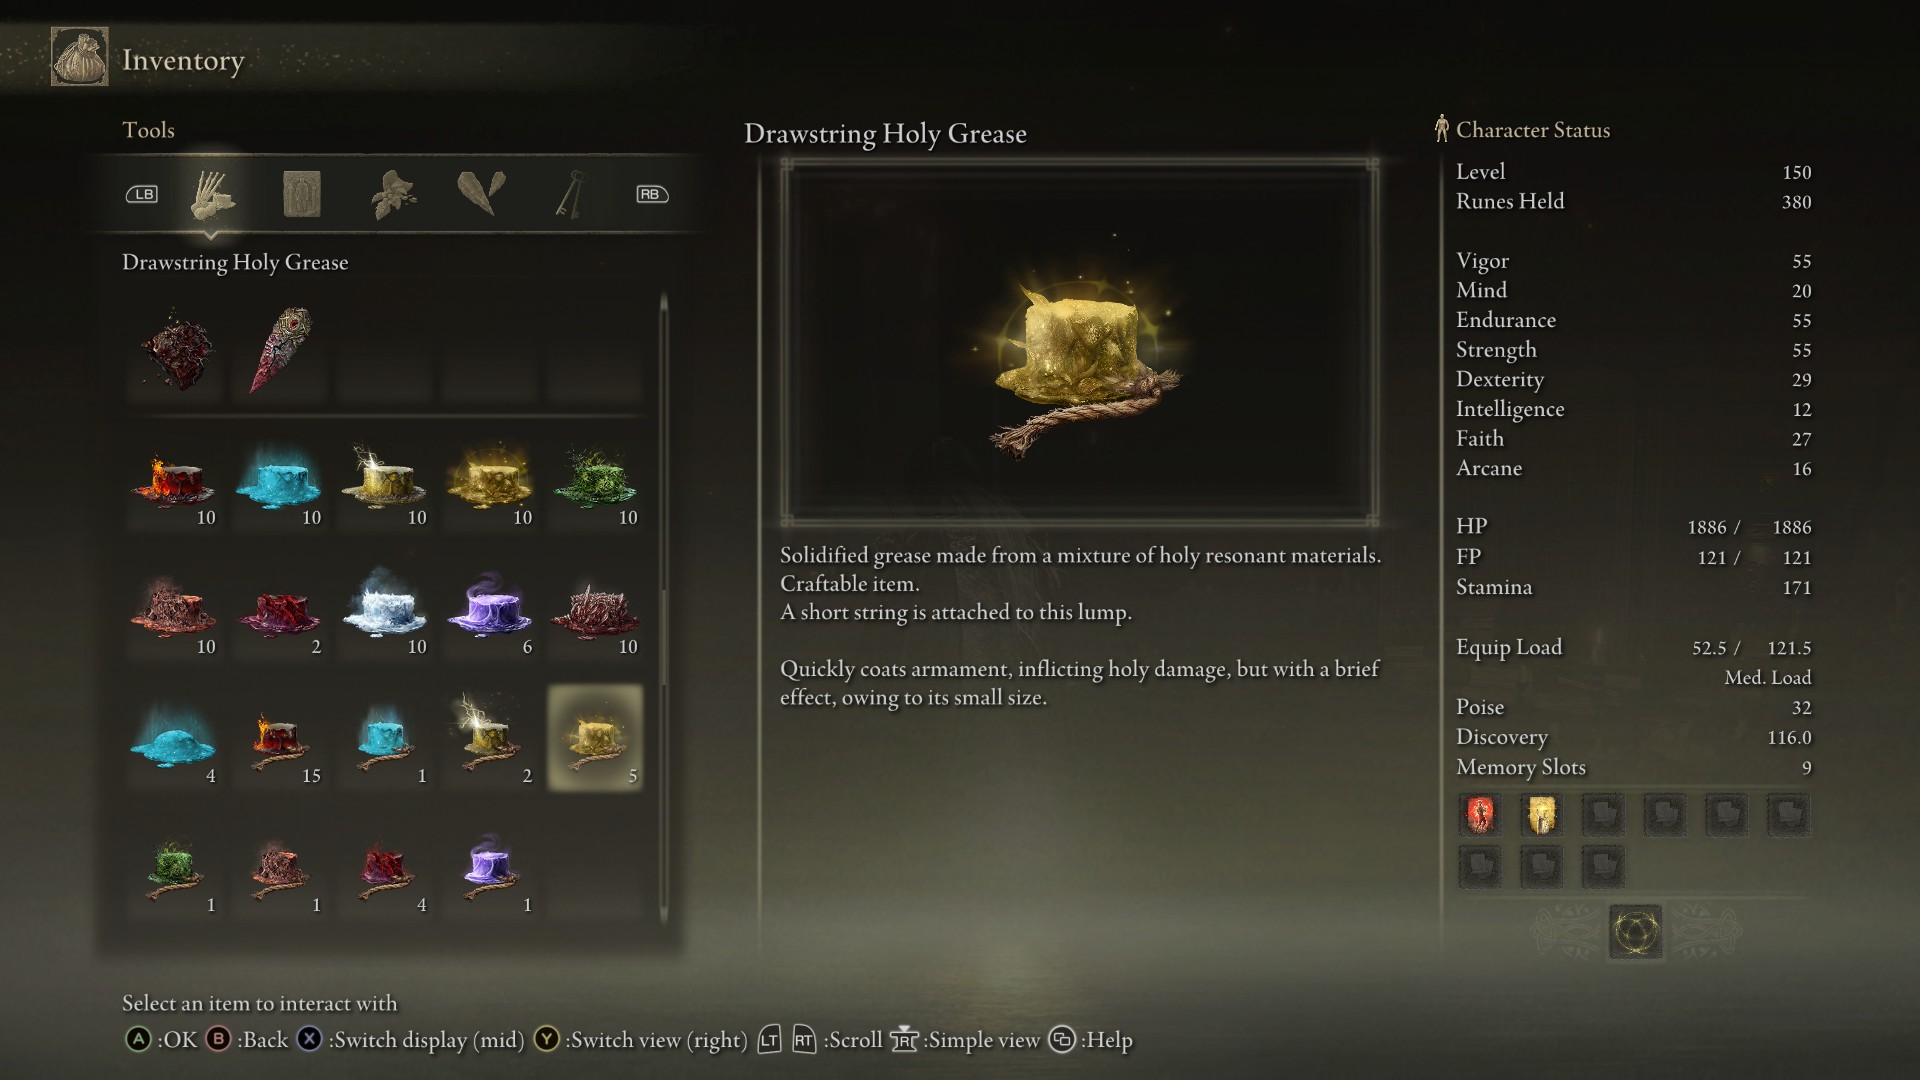 Inventory
Tools
LB
RB
Drawstring Holy Grease
10
10
10
10
10
10
2
10
6
10
4
15
1
2
5
1
1
4
1
Drawstring Holy Grease
Solidified grease made from a mixture of holy resonant materials.
Craftable item.
A short string is attached to this lump.
Quickly coats armament, inflicting holy damage, but with a brief
effect, owing to its small size.
Character Status
Level 150
Runes Held 380
Vigor 55
Mind 20
Endurance 55
Strength 55
Dexterity 29
Intelligence 12
Faith 27
Arcane 16
HP 1886 / 1886
FP 121 / 121
Stamina 171
Equip Load 52.5 / 121.5
Med. Load
Poise 32
Discovery 116.0
Memory Slots 9
Select an item to interact with
A :OK B :Back X :Switch display (mid) Y :Switch view (right) LT RT :Scroll R :Simple view :Help